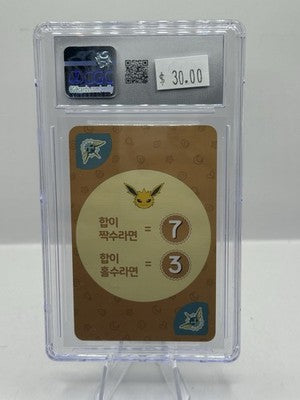 $ 30.00
합이
짝수라면 = 7
합이
홀수라면 = 3